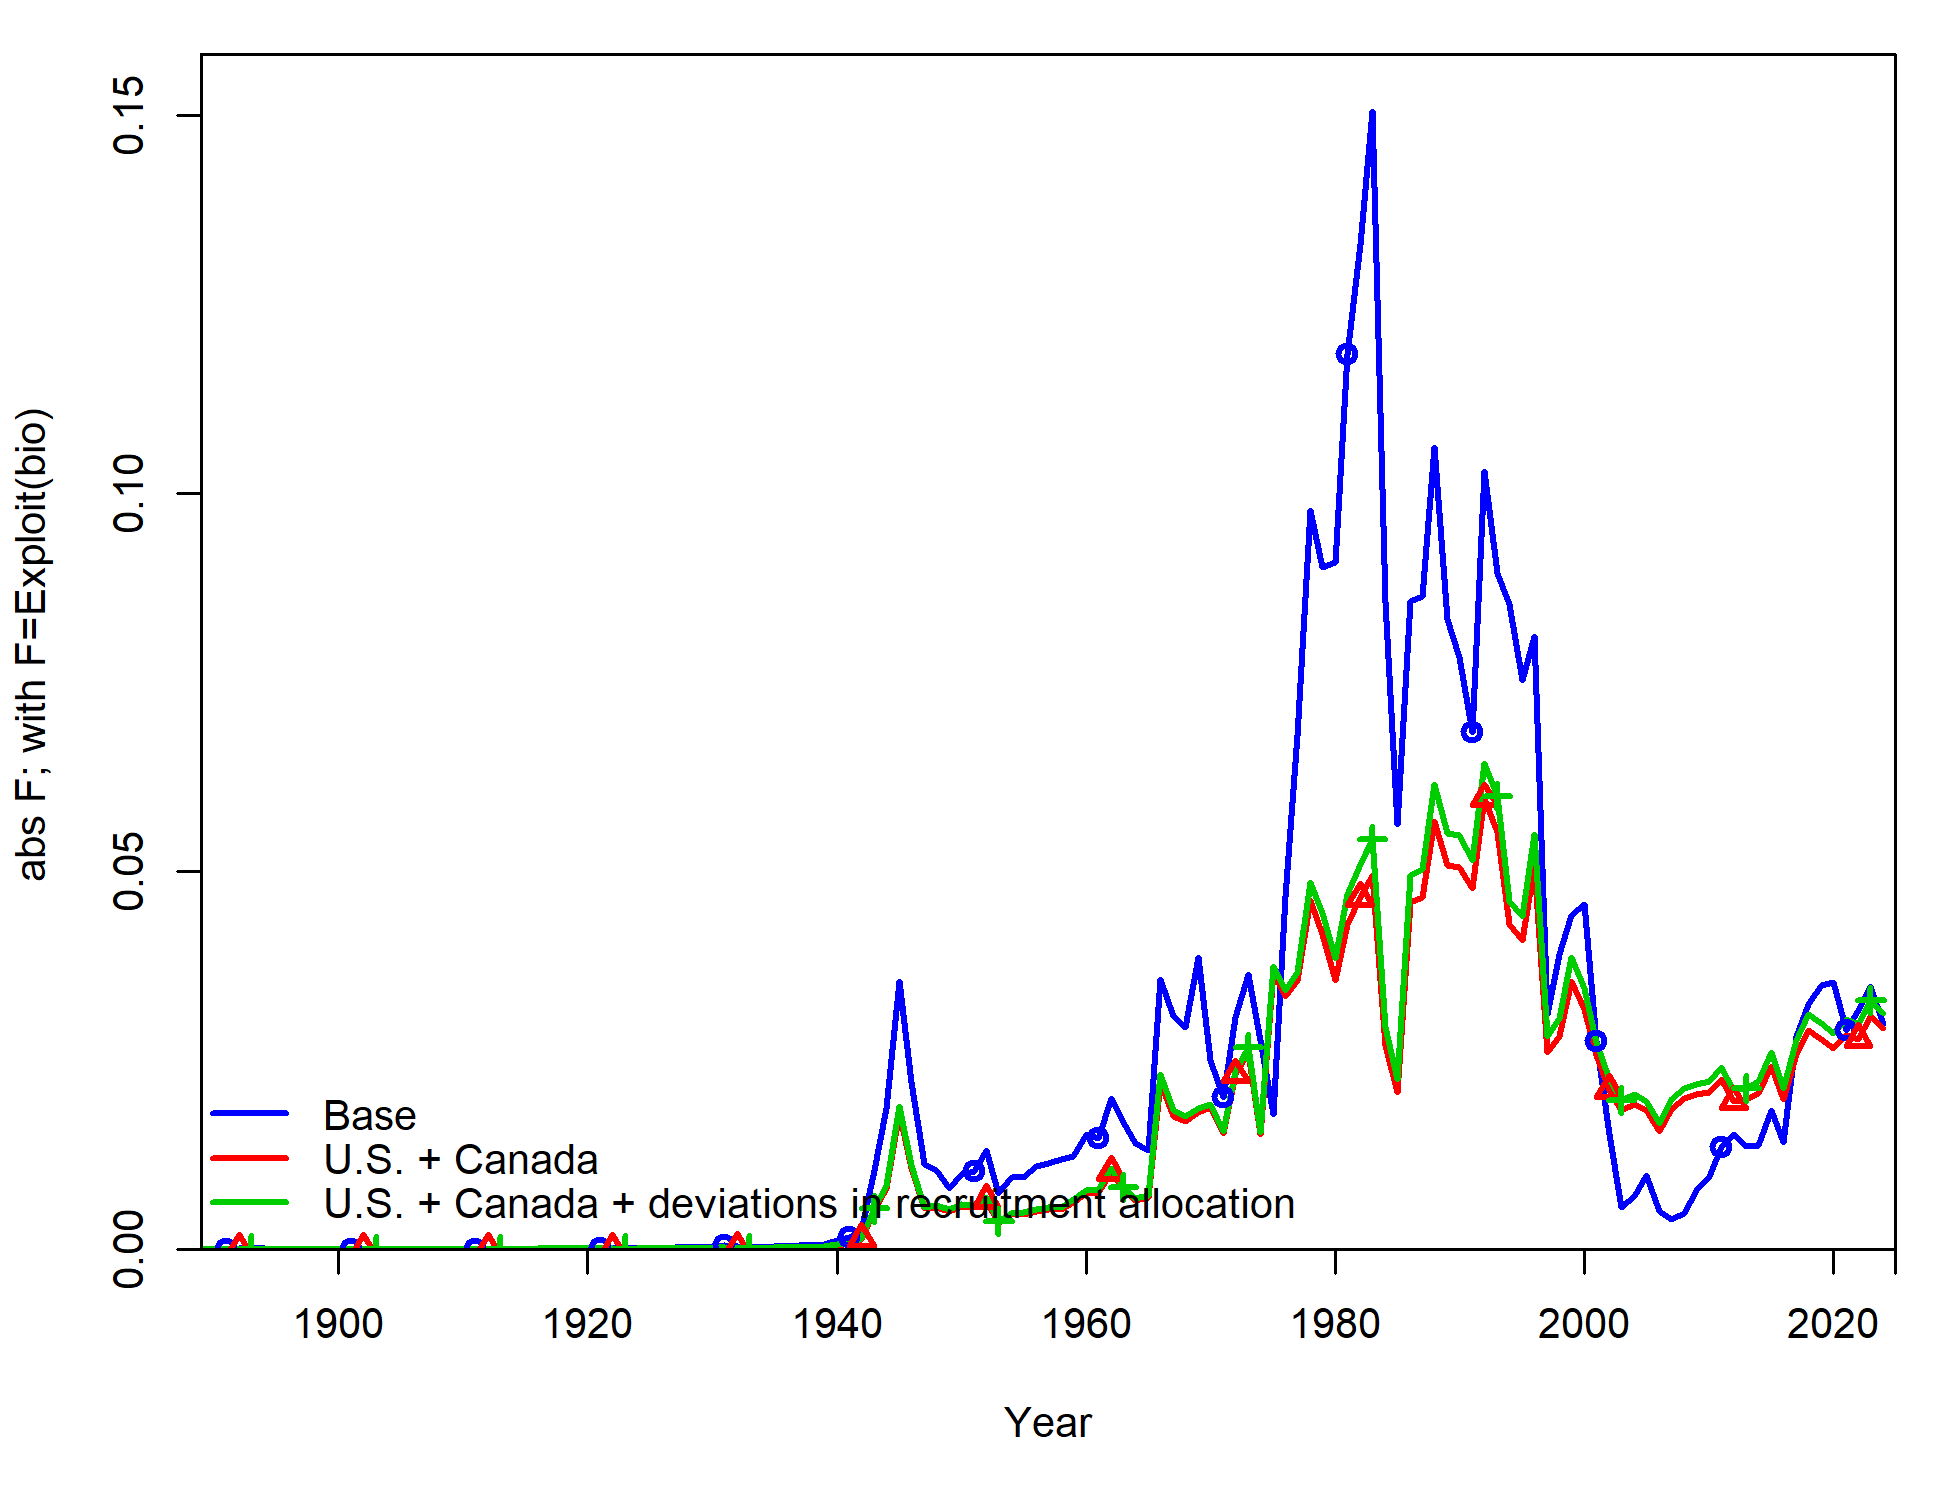 0.15
0.10
0.05
0.00
abs F; with F=Exploit(bio)
Base
U.S. + Canada
U.S. + Canada + deviations in recruitment allocation
1900 1920 1940 1960 1980 2000 2020
Year